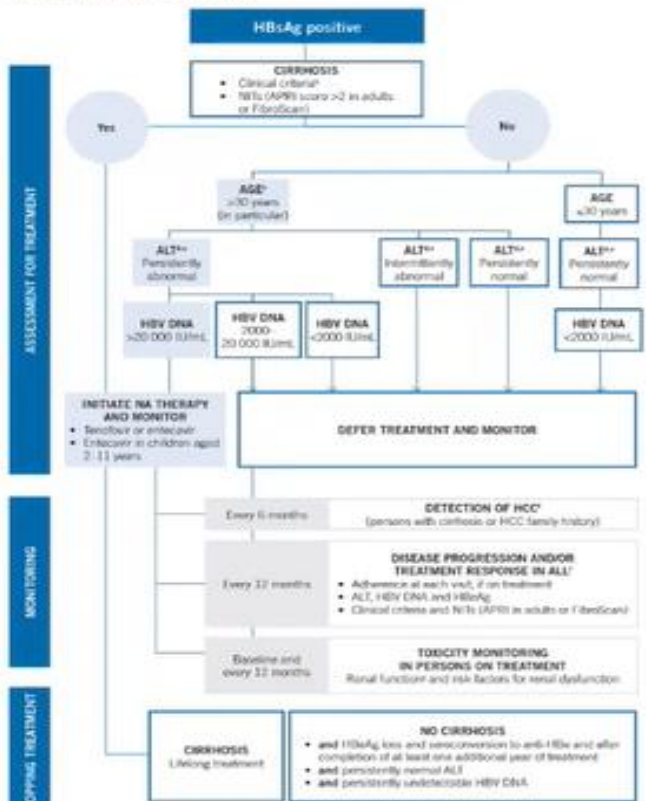 HBsAg positive
CIRRHOSIS
• Clinical criteriaᵃ
• NITs (APRI score >2 in adults
or FibroScan)
Yes
No
ASSESSMENT FOR TREATMENT
AGEᵇ
>30 years
(in particular)
AGE
≤30 years
ALT
Persistently
abnormal
ALT
Intermittently
abnormal
ALT
Persistently
normal
ALT
Persistently
normal
HBV DNA
>20 000 IU/mL
HBV DNA
2000-
20 000 IU/mL
HBV DNA
<2000 IU/mL
HBV DNA
<2000 IU/mL
INITIATE NA THERAPY
AND MONITOR
• Tenofovir or entecavir
• Entecavir in children aged
2-11 years
DEFER TREATMENT AND MONITOR
MONITORING
Every 6 months
DETECTION OF HCC
(persons with cirrhosis or HCC family history)
Every 12 months
DISEASE PROGRESSION AND/OR
TREATMENT RESPONSE IN ALL
• Adherence at each visit, if on treatment
• ALT, HBV DNA and HBeAg
• Clinical criteria and NITs (APRI in adults or FibroScan)
Baseline and
every 12 months
TOXICITY MONITORING
IN PERSONS ON TREATMENT
Renal function and risk factors for renal dysfunction
OPPING TREATMENT
CIRRHOSIS
Lifelong treatment
NO CIRRHOSIS
• and HBeAg loss and seroconversion to anti-HBe and after
completion of at least one additional year of treatment
• and persistently normal ALT
• and persistently undetectable HBV DNA